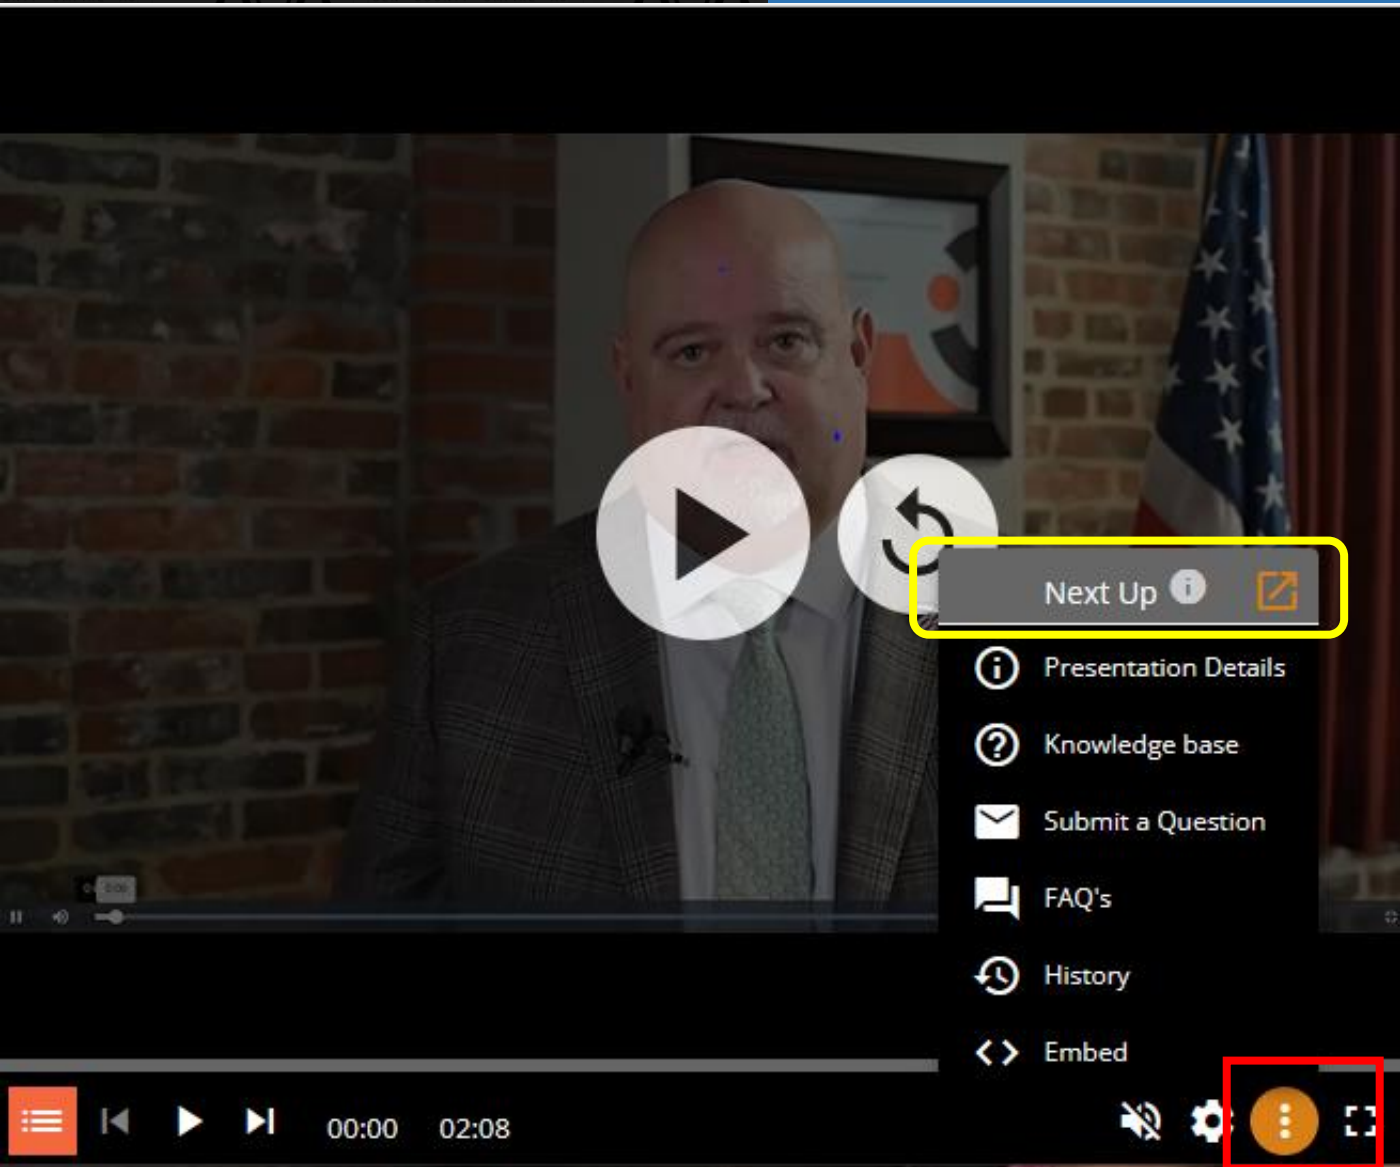 Next Up
Presentation Details
Knowledge base
Submit a Question
FAQ's
History
Embed
00:00 02:08